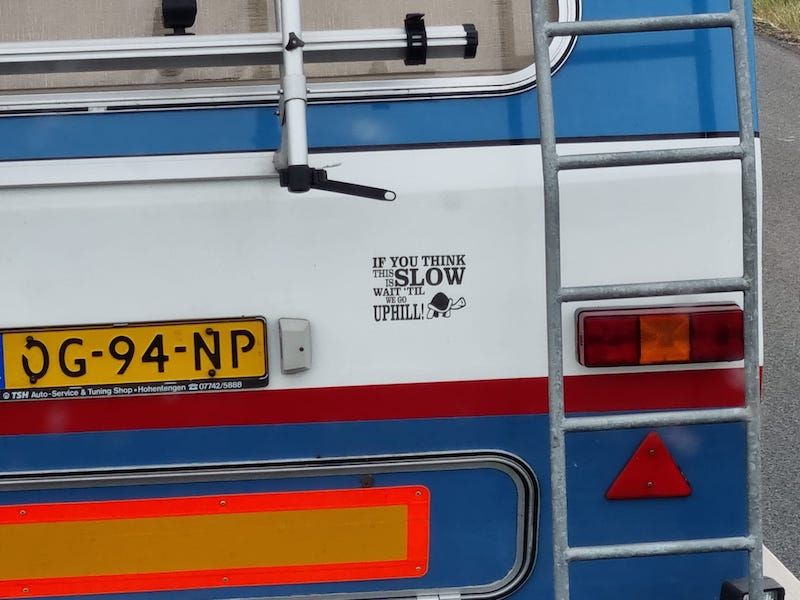 IF YOU THINK
THIS IS SLOW
WAIT 'TIL
WE GO
UPHILL!
OG-94-NP
TSH Auto-Service & Tuning Shop • Hohentengen ☎ 07742/5888